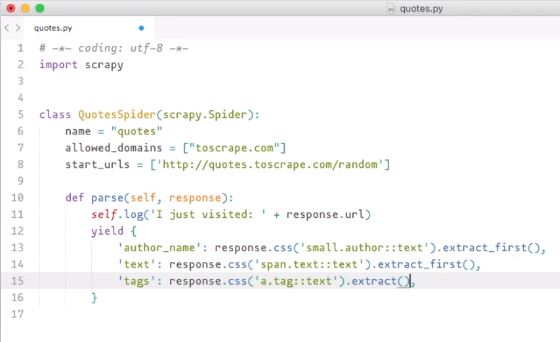 quotes.py
quotes.py
1 # -*- coding: utf-8 -*-
2 import scrapy
3
4
5 class QuotesSpider(scrapy.Spider):
6     name = "quotes"
7     allowed_domains = ["toscrape.com"]
8     start_urls = ['http://quotes.toscrape.com/random']
9
10     def parse(self, response):
11         self.log('I just visited: ' + response.url)
12         yield {
13             'author_name': response.css('small.author::text').extract_first(),
14             'text': response.css('span.text::text').extract_first(),
15             'tags': response.css('a.tag::text').extract(),
16         }
17